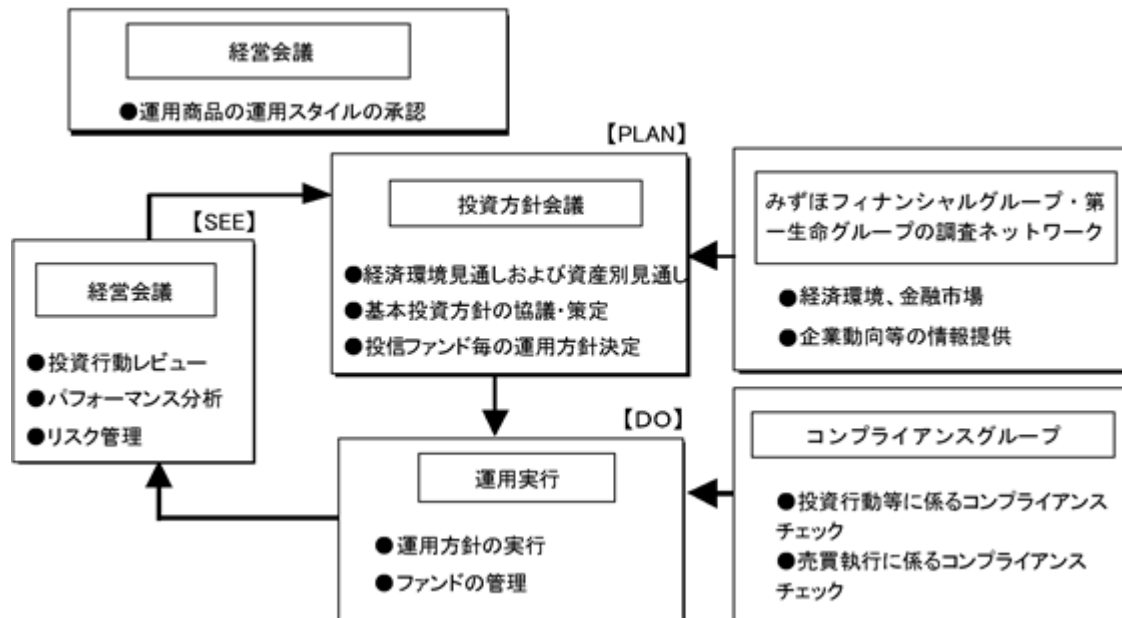 経営会議
●運用商品の運用スタイルの承認
【PLAN】
投資方針会議
●経済環境見通しおよび資産別見通し
●基本投資方針の協議・策定
●投信ファンド毎の運用方針決定
みずほフィナンシャルグループ・第
一生命グループの調査ネットワーク
●経済環境、金融市場
●企業動向等の情報提供
【SEE】
経営会議
●投資行動レビュー
●パフォーマンス分析
●リスク管理
【DO】
運用実行
●運用方針の実行
●ファンドの管理
コンプライアンスグループ
●投資行動等に係るコンプライアンス
チェック
●売買執行に係るコンプライアンス
チェック